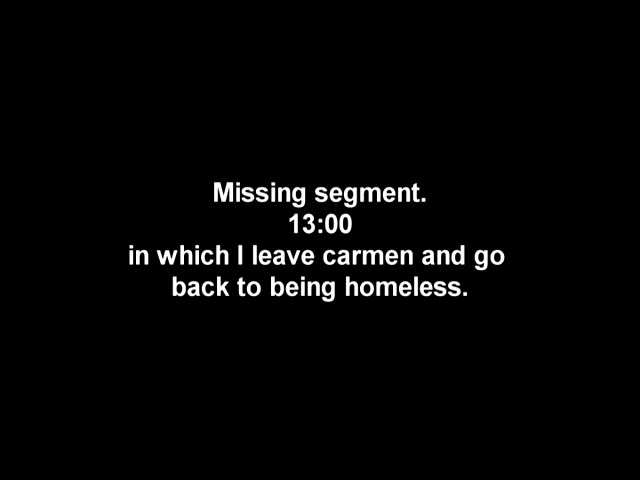 Missing segment.
13:00
in which I leave carmen and go
back to being homeless.